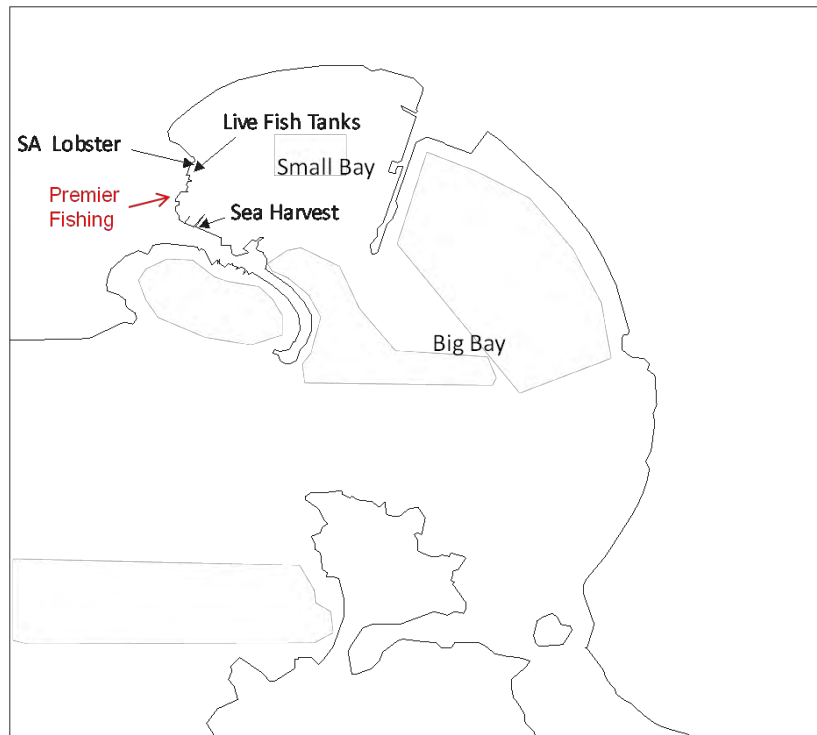 Live Fish Tanks
SA Lobster
Small Bay
Premier
Fishing
Sea Harvest
Big Bay